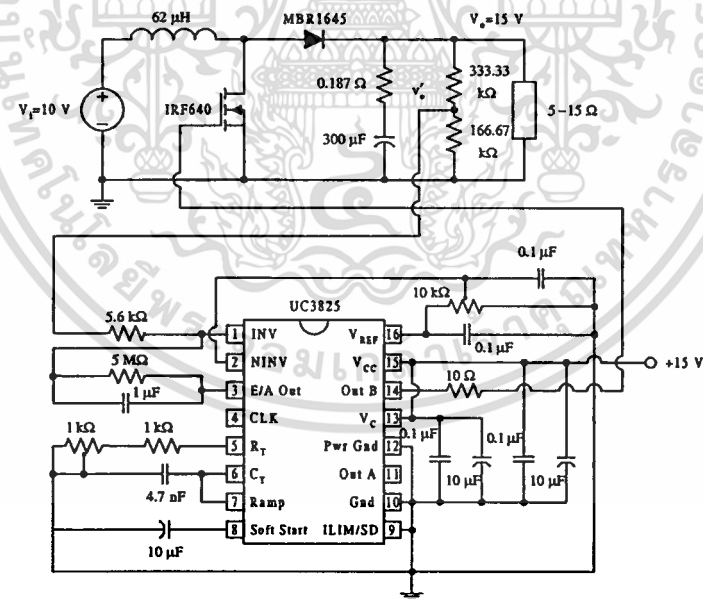 62 µH
MBR1645
Vₒ=15 V
0.187 Ω
v'ₒ
333.33
kΩ
Vᵢ=10 V
IRF640
5–15 Ω
300 µF
166.67
kΩ
0.1 µF
UC3825
10 kΩ
5.6 kΩ
1 INV
V_REF 16
0.1 µF
2 NINV
V_CC 15
+15 V
5 MΩ
3 E/A Out
Out B 14
10 Ω
1 µF
4 CLK
V_C 13
1 kΩ
1 kΩ
0.1 µF
0.1 µF
5 R_T
Pwr Gnd 12
6 C_T
Out A 11
10 µF
10 µF
4.7 nF
7 Ramp
Gnd 10
8 Soft Start
ILIM/SD 9
10 µF